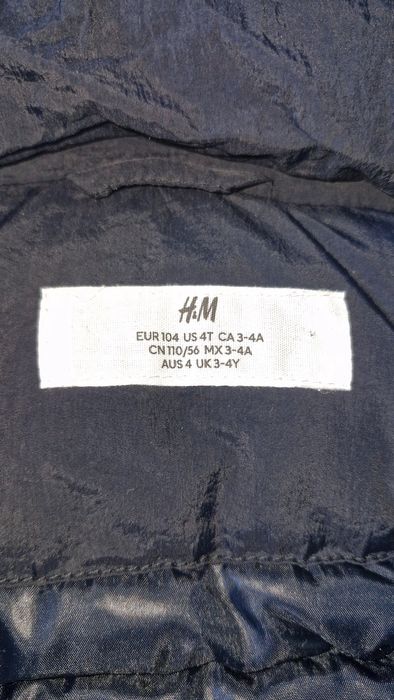 H&M
EUR 104 US 4T CA 3-4A
CN 110/56 MX 3-4A
AUS 4 UK 3-4Y